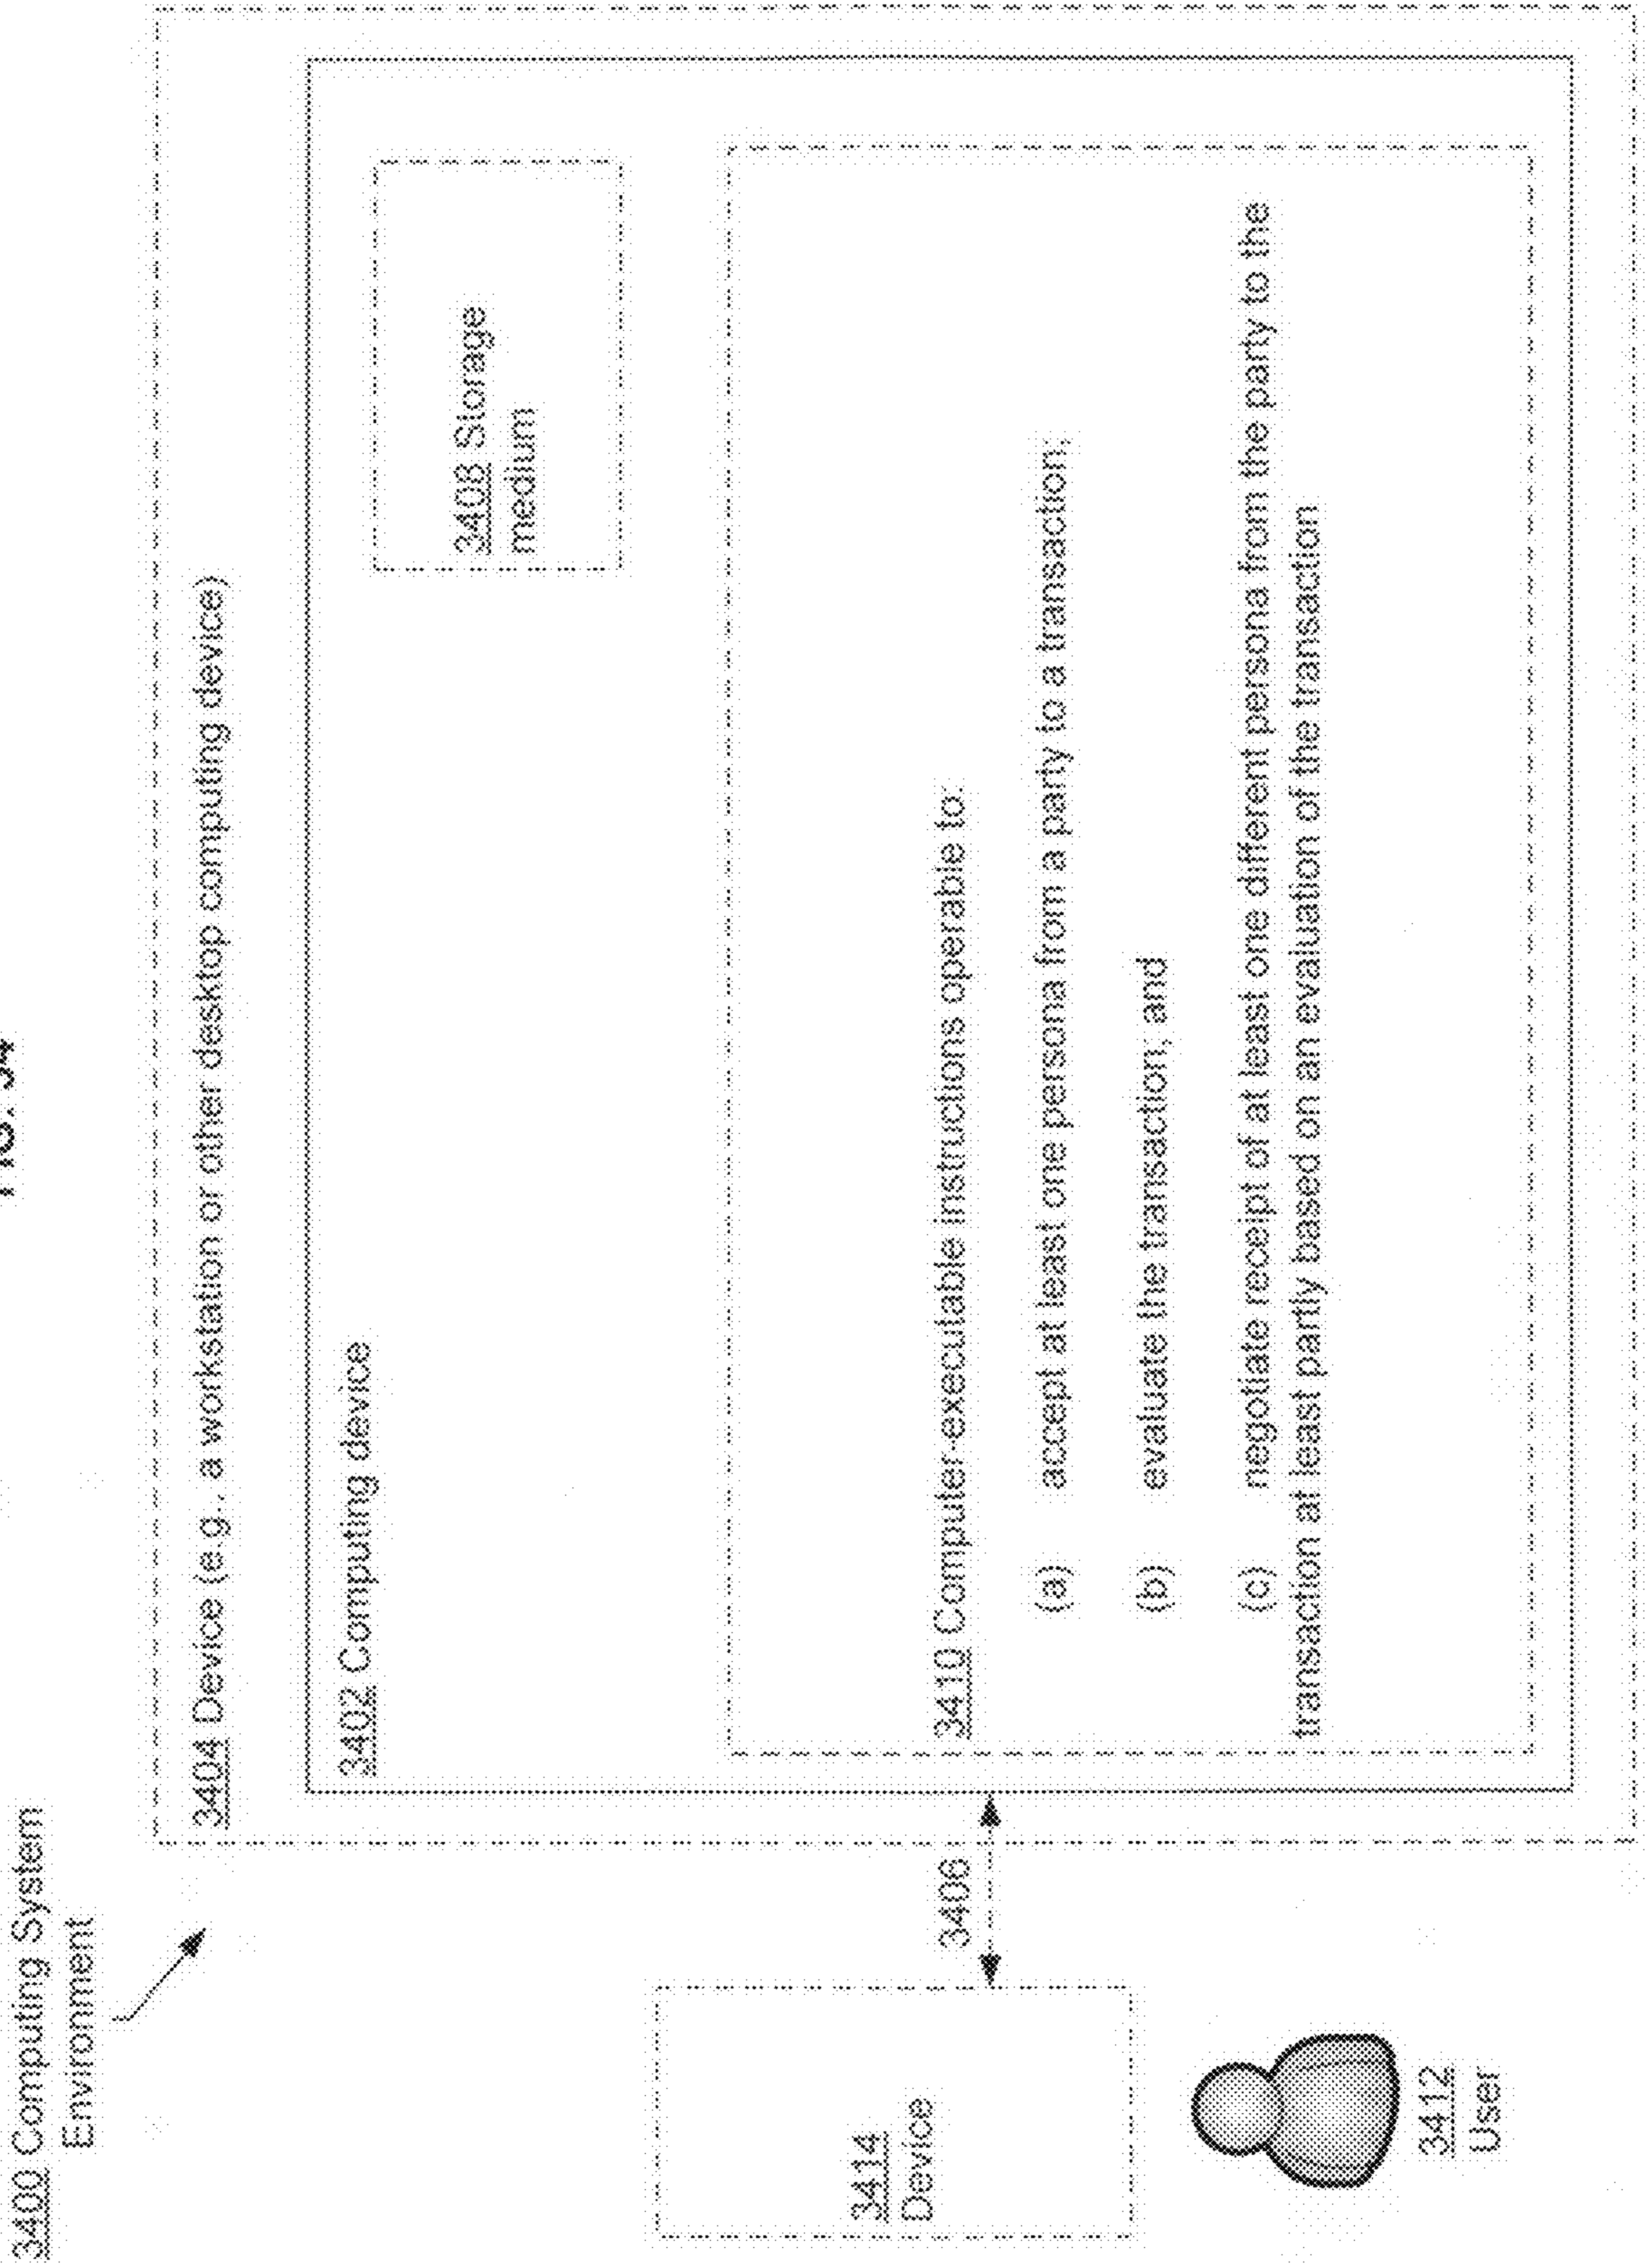 FIG. 34
3400 Computing System
Environment
3404 Device (e.g., a workstation or other desktop computing device)
3402 Computing device
3408 Storage
medium
3410 Computer-executable instructions operable to:
(a) accept at least one persona from a party to a transaction;
(b) evaluate the transaction; and
(c) negotiate receipt of at least one different persona from the party to the
transaction at least partly based on an evaluation of the transaction
3406
3414
Device
3412
User